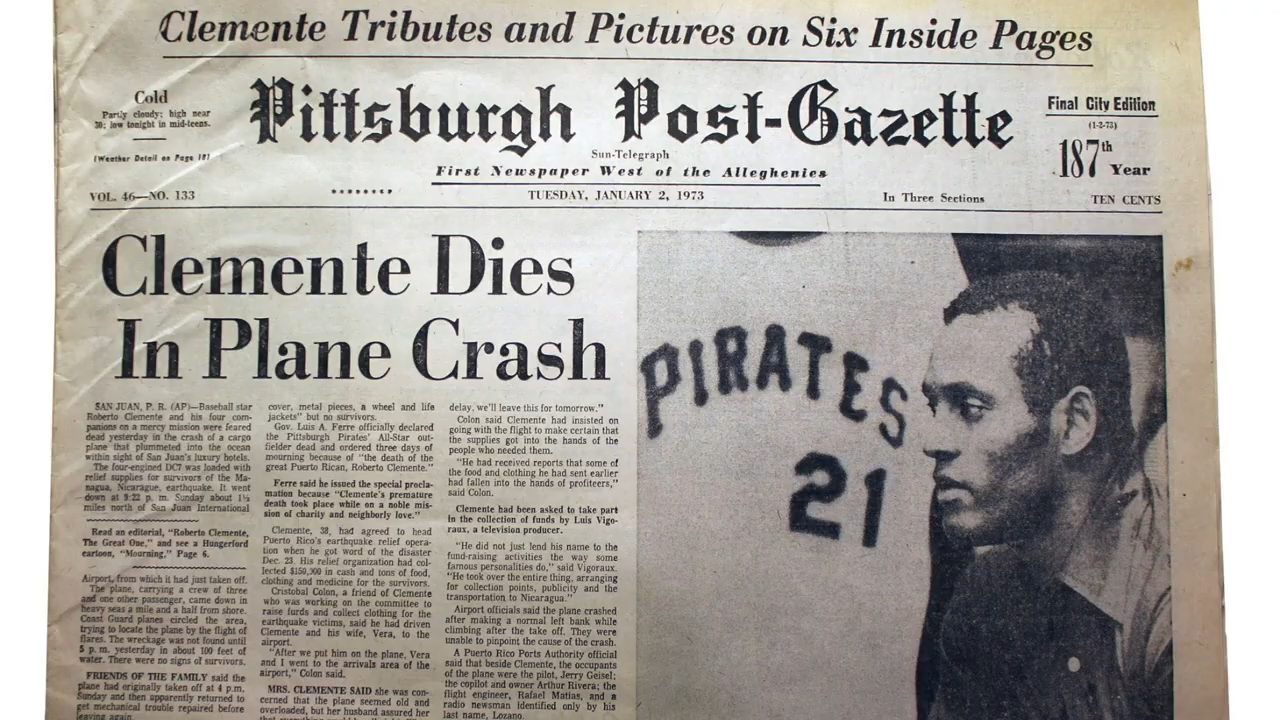 Clemente Tributes and Pictures on Six Inside Pages
Cold
Partly cloudy; high near
30; low tonight in mid-teens.
(Weather Detail on Page 18)
Pittsburgh Post-Gazette
Sun-Telegraph
First Newspaper West of the Alleghenies
Final City Edition
(1-2-73)
187th
Year
VOL. 46—NO. 133
TUESDAY, JANUARY 2, 1973
In Three Sections
TEN CENTS
Clemente Dies
In Plane Crash
SAN JUAN, P. R. (AP)—Baseball star
Roberto Clemente and his four com-
panions on a mercy mission were feared
dead yesterday in the crash of a cargo
plane that plummeted into the ocean
within sight of San Juan's luxury hotels.
The four-engined DC7 was loaded with
relief supplies for survivors of the Ma-
nagua, Nicaragua, earthquake. It went
down at 9:22 p. m. Sunday about 1½
miles north of San Juan International
Read an editorial, "Roberto Clemente,
The Great One," and see a Hungerford
cartoon, "Mourning," Page 6.
Airport, from which it had just taken off.
The plane, carrying a crew of three
and one other passenger, came down in
heavy seas a mile and a half from shore.
Coast Guard planes circled the area,
trying to locate the plane by the flight of
flares. The wreckage was not found until
5 p. m. yesterday in about 100 feet of
water. There were no signs of survivors.
FRIENDS OF THE FAMILY said the
plane had originally taken off at 4 p.m.
Sunday and then apparently returned to
get mechanical trouble repaired before
leaving again.
cover, metal pieces, a wheel and life
jackets" but no survivors.
Gov. Luis A. Ferre officially declared
the Pittsburgh Pirates' All-Star out-
fielder dead and ordered three days of
mourning because of "the death of the
great Puerto Rican, Roberto Clemente."
Ferre said he issued the special procla-
mation because "Clemente's premature
death took place while on a noble mis-
sion of charity and neighborly love."
Clemente, 38, had agreed to head
Puerto Rico's earthquake relief opera-
tion when he got word of the disaster
Dec. 23. His relief organization had col-
lected $150,000 in cash and tons of food,
clothing and medicine for the survivors.
Cristobal Colon, a friend of Clemente
who was working on the committee to
raise funds and collect clothing for the
earthquake victims, said he had driven
Clemente and his wife, Vera, to the
airport.
"After we put him on the plane, Vera
and I went to the arrivals area of the
airport," Colon said.
MRS. CLEMENTE SAID she was con-
cerned that the plane seemed old and
overloaded, but her husband assured her
delay, we'll leave this for tomorrow."
Colon said Clemente had insisted on
going with the flight to make certain that
the supplies got into the hands of the
people who needed them.
"He had received reports that some of
the food and clothing he had sent earlier
had fallen into the hands of profiteers,"
said Colon.
Clemente had been asked to take part
in the collection of funds by Luis Vigo-
raux, a television producer.
"He did not just lend his name to the
fund-raising activities the way some
famous personalities do," said Vigoraux.
"He took over the entire thing, arranging
for collection points, publicity and the
transportation to Nicaragua."
Airport officials said the plane crashed
after making a normal left bank while
climbing after the take off. They were
unable to pinpoint the cause of the crash.
A Puerto Rico Ports Authority official
said that beside Clemente, the occupants
of the plane were the pilot, Jerry Geisel;
the copilot and owner Arthur Rivera; the
flight engineer, Rafael Matias, and a
radio newsman identified only by his
last name, Lozano.
PIRATES
21